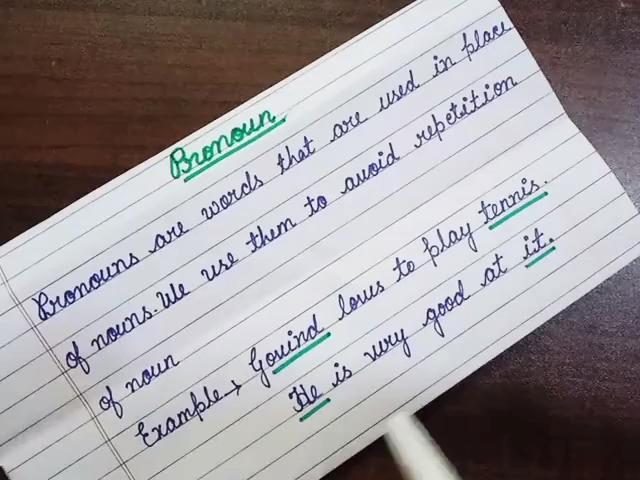 Pronoun
Pronouns are words that are used in place
of nouns. We use them to avoid repetition
of noun
Example → Govind loves to play tennis.
He is very good at it.